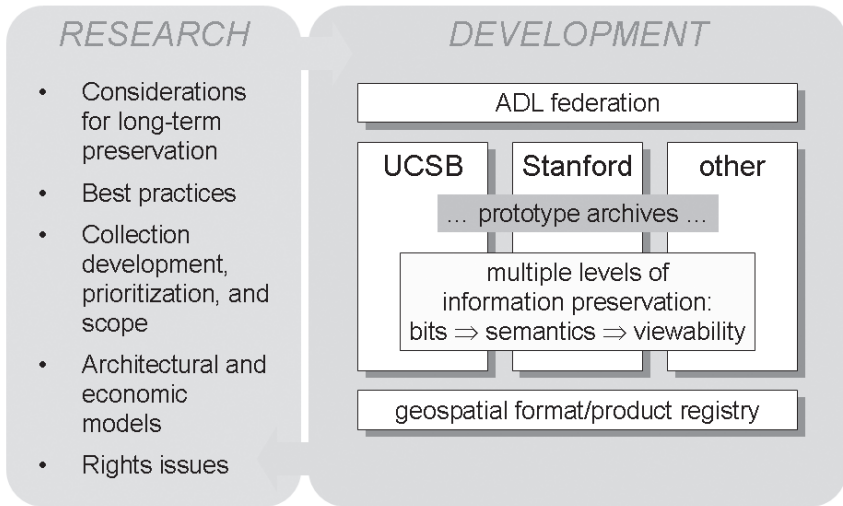 RESEARCH
• Considerations
for long-term
preservation
• Best practices
• Collection
development,
prioritization, and
scope
• Architectural and
economic
models
• Rights issues
DEVELOPMENT
ADL federation
UCSB
Stanford
other
... prototype archives ...
multiple levels of
information preservation:
bits ⇒ semantics ⇒ viewability
geospatial format/product registry